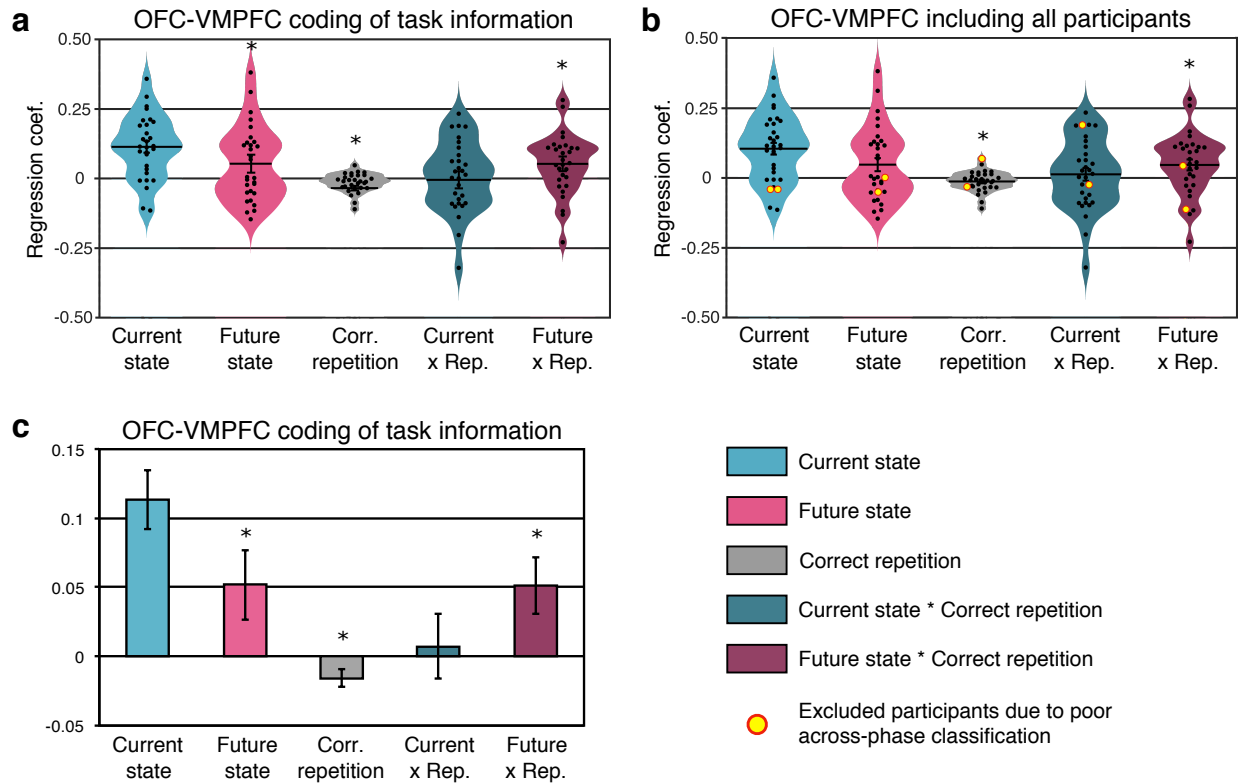 a
OFC-VMPFC coding of task information
0.50
0.25
0
-0.25
-0.50
Regression coef.
*
*
*
Current
state
Future
state
Corr.
repetition
Current
x Rep.
Future
x Rep.
b
OFC-VMPFC including all participants
0.50
0.25
0
-0.25
-0.50
Regression coef.
*
*
Current
state
Future
state
Corr.
repetition
Current
x Rep.
Future
x Rep.
c
OFC-VMPFC coding of task information
0.15
0.1
0.05
0
-0.05
*
*
*
Current
state
Future
state
Corr.
repetition
Current
x Rep.
Future
x Rep.
Current state
Future state
Correct repetition
Current state * Correct repetition
Future state * Correct repetition
Excluded participants due to poor
across-phase classification